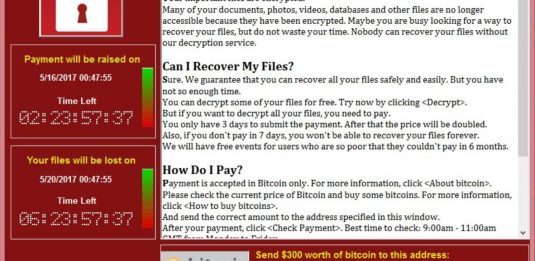 Your important files are encrypted.
Many of your documents, photos, videos, databases and other files are no longer
accessible because they have been encrypted. Maybe you are busy looking for a way to
recover your files, but do not waste your time. Nobody can recover your files without
our decryption service.
Can I Recover My Files?
Sure. We guarantee that you can recover all your files safely and easily. But you have
not so enough time.
You can decrypt some of your files for free. Try now by clicking <Decrypt>.
But if you want to decrypt all your files, you need to pay.
You only have 3 days to submit the payment. After that the price will be doubled.
Also, if you don't pay in 7 days, you won't be able to recover your files forever.
We will have free events for users who are so poor that they couldn't pay in 6 months.
How Do I Pay?
Payment is accepted in Bitcoin only. For more information, click <About bitcoin>.
Please check the current price of Bitcoin and buy some bitcoins. For more information,
click <How to buy bitcoins>.
And send the correct amount to the address specified in this window.
After your payment, click <Check Payment>. Best time to check: 9:00am - 11:00am
GMT from Monday to Friday.
Payment will be raised on
5/16/2017 00:47:55
Time Left
02:23:57:37
Your files will be lost on
5/20/2017 00:47:55
Time Left
06:23:57:37
Send $300 worth of bitcoin to this address: